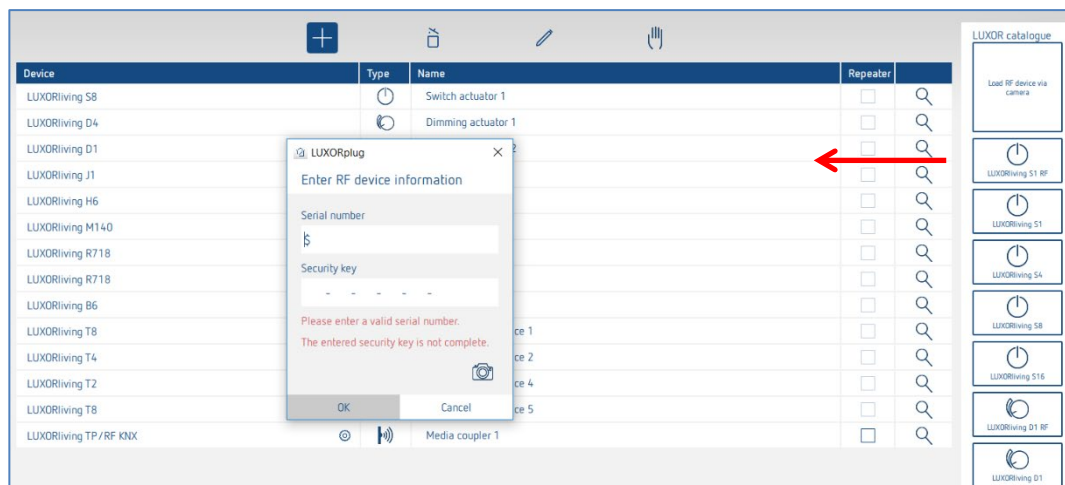 LUXOR catalogue
Device Type Name Repeater
Load RF device via
camera
LUXORliving S8 Switch actuator 1
LUXORliving D4 Dimming actuator 1
LUXORliving D1 2
LUXORliving J1
LUXORliving H6
LUXORliving M140
LUXORliving R718
LUXORliving R718
LUXORliving B6
LUXORliving T8 ce 1
LUXORliving T4 ce 2
LUXORliving T2 ce 4
LUXORliving T8 ce 5
LUXORliving TP/RF KNX Media coupler 1
LUXORplug
Enter RF device information
Serial number
$
Security key
- - - - -
Please enter a valid serial number.
The entered security key is not complete.
OK Cancel
LUXORliving S1 RF
LUXORliving S1
LUXORliving S4
LUXORliving S8
LUXORliving S16
LUXORliving D1 RF
LUXORliving D1